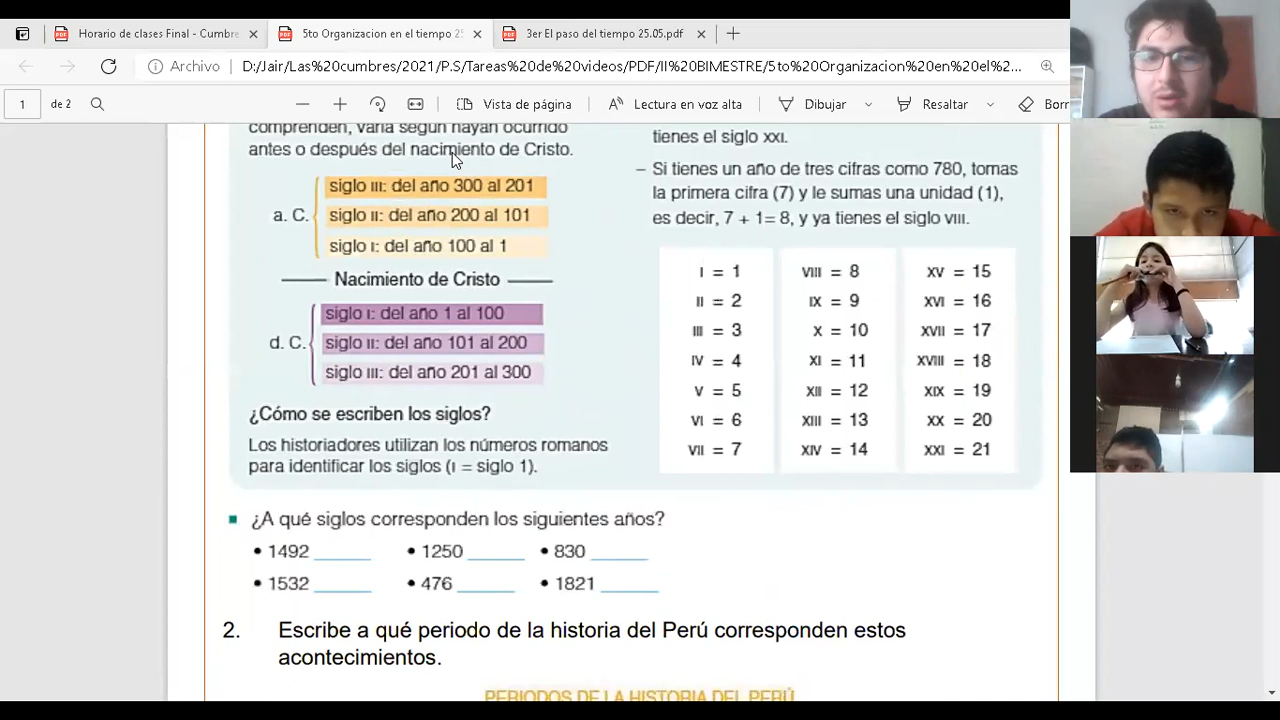 Horario de clases Final - Cumbre
5to Organizacion en el tiempo 25
3er El paso del tiempo 25.05.pdf
Archivo D:/Jair/Las%20cumbres/2021/P.S/Tareas%20de%20videos/PDF/II%20BIMESTRE/5to%20Organizacion%20en%20el%2...
1 de 2 Vista de página Lectura en voz alta Dibujar Resaltar Borr
comprenden, varía según hayan ocurrido
antes o después del nacimiento de Cristo.
a. C.
siglo III: del año 300 al 201
siglo II: del año 200 al 101
siglo I: del año 100 al 1
Nacimiento de Cristo
d. C.
siglo I: del año 1 al 100
siglo II: del año 101 al 200
siglo III: del año 201 al 300
¿Cómo se escriben los siglos?
Los historiadores utilizan los números romanos
para identificar los siglos (I = siglo 1).
tienes el siglo XXI.
– Si tienes un año de tres cifras como 780, tomas
la primera cifra (7) y le sumas una unidad (1),
es decir, 7 + 1= 8, y ya tienes el siglo VIII.
I = 1
II = 2
III = 3
IV = 4
V = 5
VI = 6
VII = 7
VIII = 8
IX = 9
X = 10
XI = 11
XII = 12
XIII = 13
XIV = 14
XV = 15
XVI = 16
XVII = 17
XVIII = 18
XIX = 19
XX = 20
XXI = 21
¿A qué siglos corresponden los siguientes años?
• 1492 ______ • 1250 ______ • 830 ______
• 1532 ______ • 476 ______ • 1821 ______
2. Escribe a qué periodo de la historia del Perú corresponden estos
acontecimientos.
PERIODOS DE LA HISTORIA DEL PERÚ